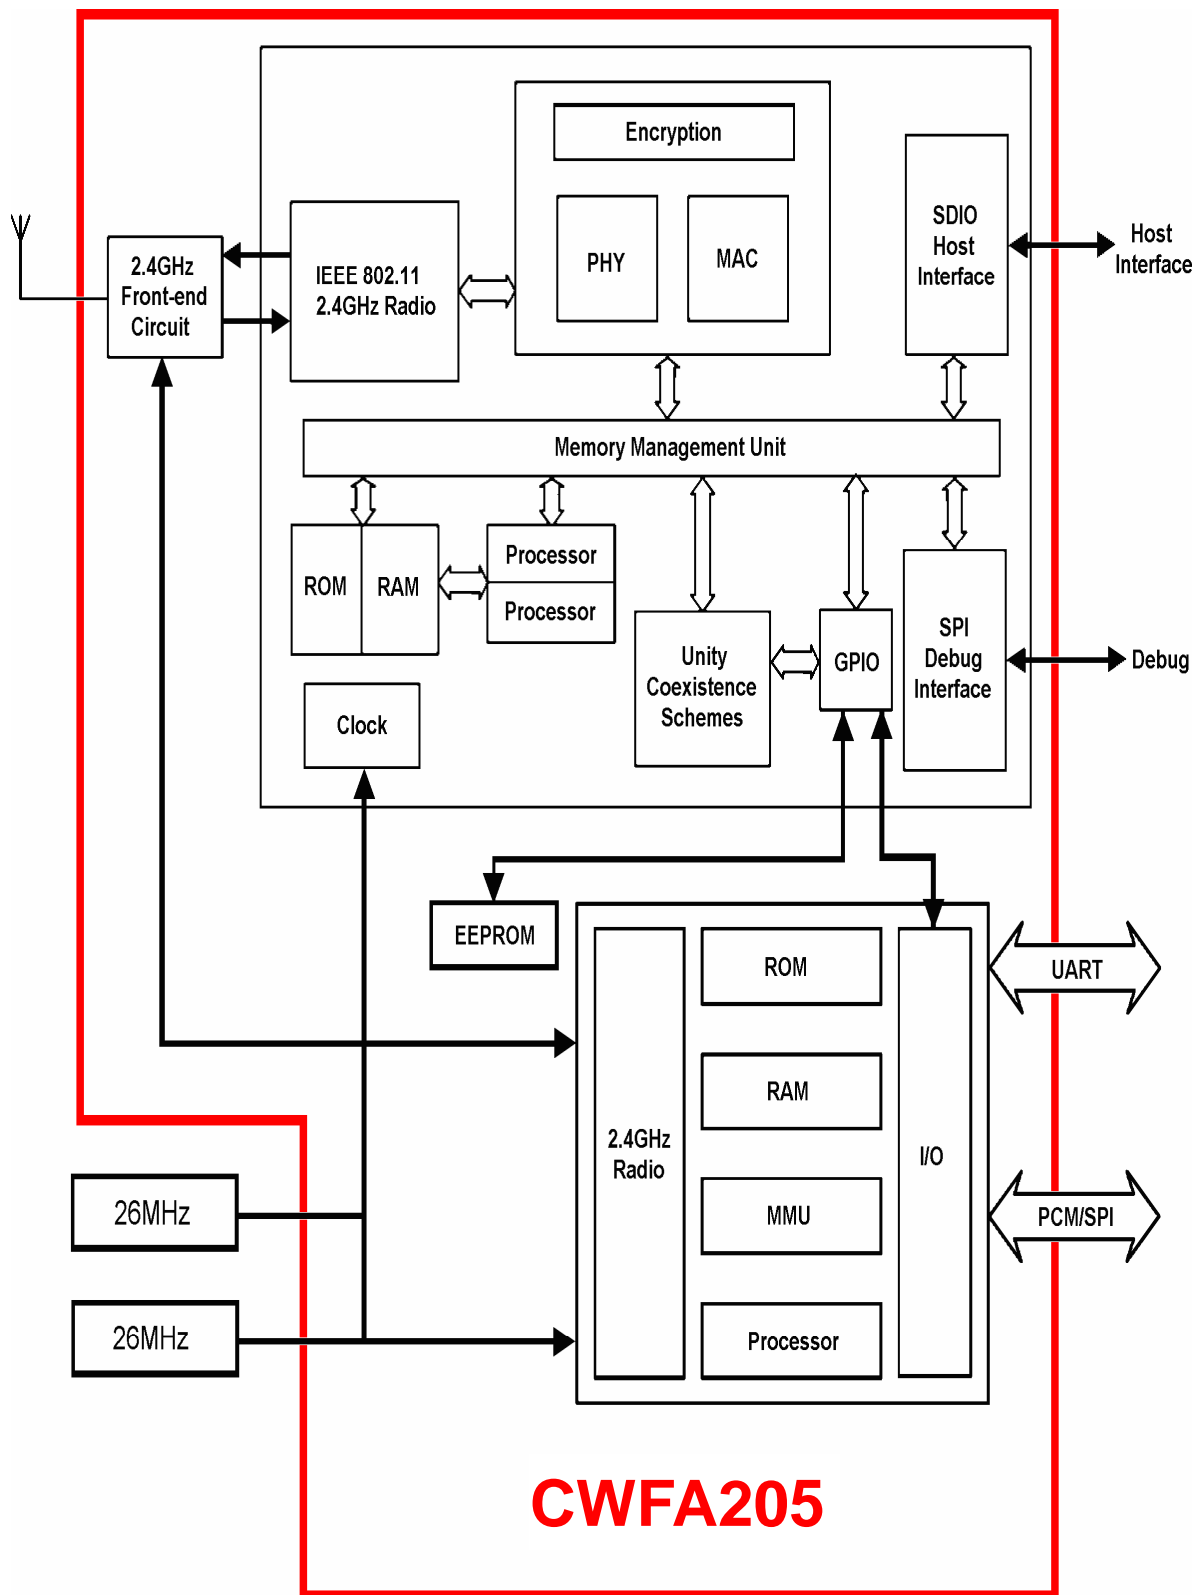 Encryption
PHY
MAC
SDIO
Host
Interface
Host
Interface
2.4GHz
Front-end
Circuit
IEEE 802.11
2.4GHz Radio
Memory Management Unit
ROM
RAM
Processor
Processor
Unity
Coexistence
Schemes
GPIO
SPI
Debug
Interface
Debug
Clock
EEPROM
ROM
UART
RAM
2.4GHz
Radio
I/O
MMU
PCM/SPI
Processor
26MHz
26MHz
CWFA205